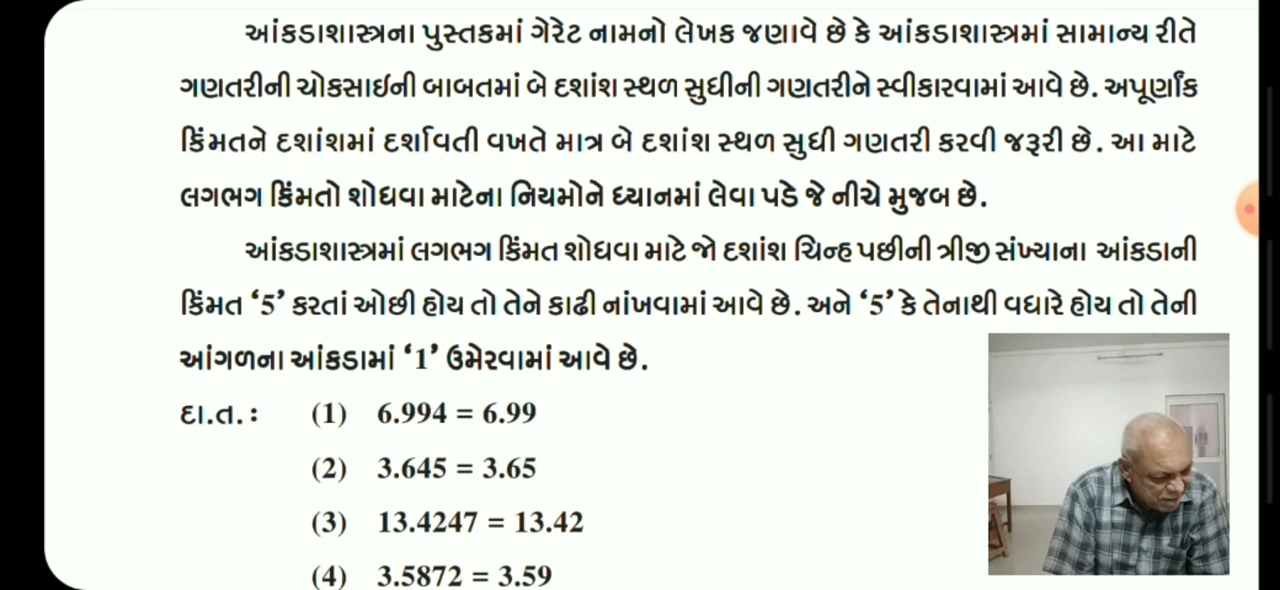 આંકડાશાસ્ત્રના પુસ્તકમાં ગેરેટ નામનો લેખક જણાવે છે કે આંકડાશાસ્ત્રમાં સામાન્ય રીતે
ગણતરીની ચોકસાઈની બાબતમાં બે દશાંશ સ્થળ સુધીની ગણતરીને સ્વીકારવામાં આવે છે. અપૂર્ણાંક
કિંમતને દશાંશમાં દર્શાવતી વખતે માત્ર બે દશાંશ સ્થળ સુધી ગણતરી કરવી જરૂરી છે. આ માટે
લગભગ કિંમતો શોધવા માટેના નિયમોને ધ્યાનમાં લેવા પડે જે નીચે મુજબ છે.
આંકડાશાસ્ત્રમાં લગભગ કિંમત શોધવા માટે જો દશાંશ ચિન્હ પછીની ત્રીજી સંખ્યાના આંકડાની
કિંમત ‘5’ કરતાં ઓછી હોય તો તેને કાઢી નાંખવામાં આવે છે. અને ‘5’ કે તેનાથી વધારે હોય તો તેની
આંગળના આંકડામાં ‘1’ ઉમેરવામાં આવે છે.
દા.ત. : (1) 6.994 = 6.99
(2) 3.645 = 3.65
(3) 13.4247 = 13.42
(4) 3.5872 = 3.59